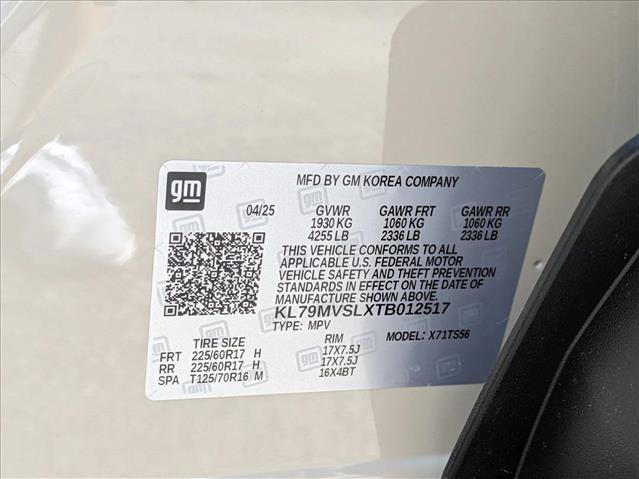 gm
MFD BY GM KOREA COMPANY
04/25 GVWR GAWR FRT GAWR RR
1930 KG 1060 KG 1060 KG
4255 LB 2336 LB 2336 LB
THIS VEHICLE CONFORMS TO ALL
APPLICABLE U.S. FEDERAL MOTOR
VEHICLE SAFETY AND THEFT PREVENTION
STANDARDS IN EFFECT ON THE DATE OF
MANUFACTURE SHOWN ABOVE.
KL79MVSLXTB012517
TYPE: MPV MODEL: X71TS56
TIRE SIZE RIM
FRT 225/60R17 H 17X7.5J
RR 225/60R17 H 17X7.5J
SPA T125/70R16 M 16X4BT